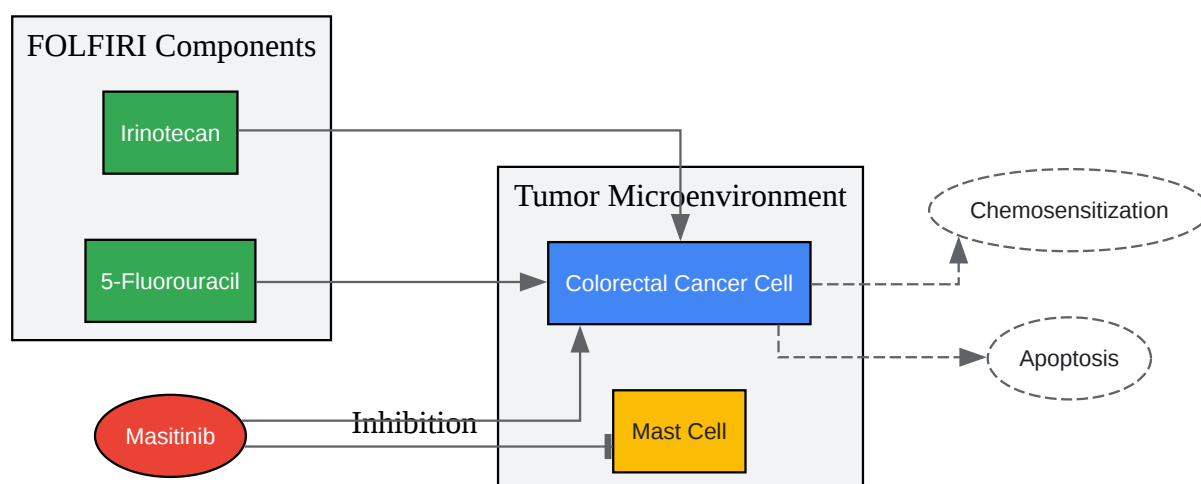 FOLFIRI Components
Irinotecan
5-Fluorouracil
Masitinib
Inhibition
Tumor Microenvironment
Colorectal Cancer Cell
Mast Cell
Chemosensitization
Apoptosis